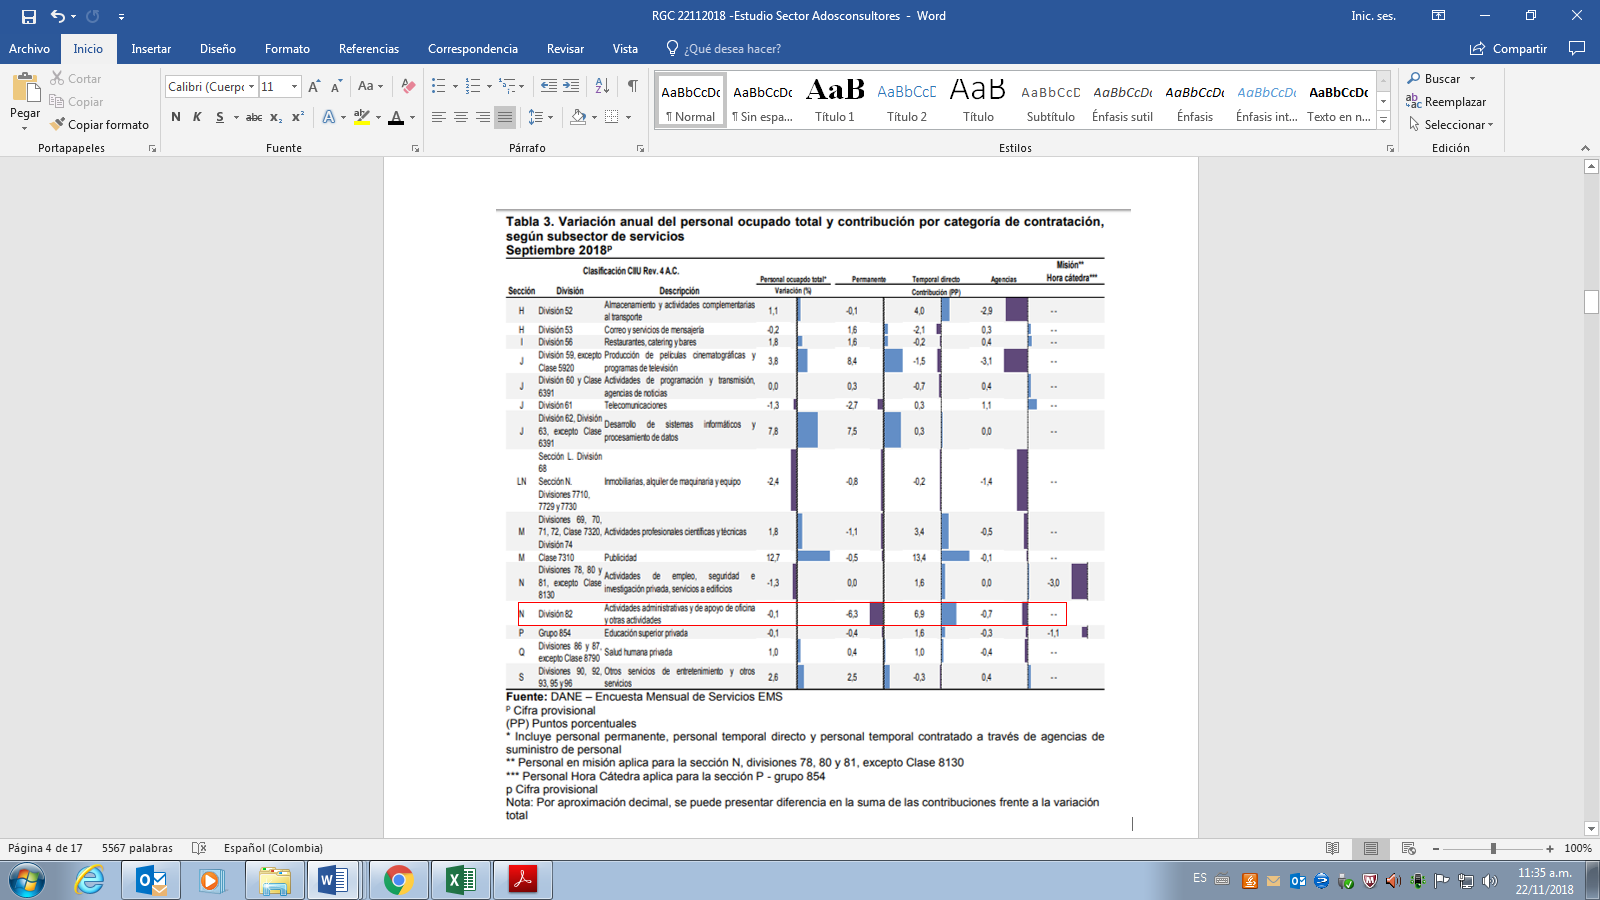 RGC 22112018 -Estudio Sector Adosconsultores - Word
Inic. ses.
Archivo Inicio Insertar Diseño Formato Referencias Correspondencia Revisar Vista ¿Qué desea hacer? Compartir
Pegar
Cortar
Copiar
Copiar formato
Portapapeles
Calibri (Cuerpo 11
Aa
N K S abc x₂ x²
A A
Fuente
Párrafo
AaBbCcDc AaBbCcDc AaB AaBbCcD AaB AaBbCcD AaBbCcDc AaBbCcDc AaBbCcDc AaBbCcDc
¶ Normal ¶ Sin espa... Título 1 Título 2 Título Subtítulo Énfasis sutil Énfasis Énfasis int... Texto en n...
Estilos
Buscar
Reemplazar
Seleccionar
Edición
Tabla 3. Variación anual del personal ocupado total y contribución por categoría de contratación,
según subsector de servicios
Septiembre 2018ᵖ
Clasificación CIIU Rev. 4 A.C. Personal ocuapdo total* Permanente Temporal directo Agencias Misión**
Hora cátedra***
Sección División Descripción Variación (%) Contribución (PP)
H División 52 Almacenamiento y actividades complementarias al transporte 1,1 -0,1 4,0 -2,9 --
H División 53 Correo y servicios de mensajería -0,2 1,6 -2,1 0,3 --
I División 56 Restaurantes, catering y bares 1,8 1,6 -0,2 0,4 --
J División 59, excepto Clase 5920 Producción de películas cinematográficas y programas de televisión 3,8 8,4 -1,5 -3,1 --
J División 60 y Clase 6391 Actividades de programación y transmisión, agencias de noticias 0,0 0,3 -0,7 0,4 --
J División 61 Telecomunicaciones -1,3 -2,7 0,3 1,1 --
J División 62, División 63, excepto Clase 6391 Desarrollo de sistemas informáticos y procesamiento de datos 7,8 7,5 0,3 0,0 --
LN Sección L. División 68 Sección N. Divisiones 7710, 7729 y 7730 Inmobiliarias, alquiler de maquinaria y equipo -2,4 -0,8 -0,2 -1,4 --
M Divisiones 69, 70, 71, 72, Clase 7320, División 74 Actividades profesionales científicas y técnicas 1,8 -1,1 3,4 -0,5 --
M Clase 7310 Publicidad 12,7 -0,5 13,4 -0,1 --
N Divisiones 78, 80 y 81, excepto Clase 8130 Actividades de empleo, seguridad e investigación privada, servicios a edificios -1,3 0,0 1,6 0,0 -3,0
N División 82 Actividades administrativas y de apoyo de oficina y otras actividades -0,1 -6,3 6,9 -0,7 --
P Grupo 854 Educación superior privada -0,1 -0,4 1,6 -0,3 -1,1
Q Divisiones 86 y 87, excepto Clase 8790 Salud humana privada 1,0 0,4 1,0 -0,4 --
S Divisiones 90, 92, 93, 95 y 96 Otros servicios de entretenimiento y otros servicios 2,6 2,5 -0,3 0,4 --
Fuente: DANE – Encuesta Mensual de Servicios EMS
ᵖ Cifra provisional
(PP) Puntos porcentuales
* Incluye personal permanente, personal temporal directo y personal temporal contratado a través de agencias de
suministro de personal
** Personal en misión aplica para la sección N, divisiones 78, 80 y 81, excepto Clase 8130
*** Personal Hora Cátedra aplica para la sección P - grupo 854
p Cifra provisional
Nota: Por aproximación decimal, se puede presentar diferencia en la suma de las contribuciones frente a la variación
total
Página 4 de 17 5567 palabras Español (Colombia) 100%
ES 11:35 a.m.
22/11/2018